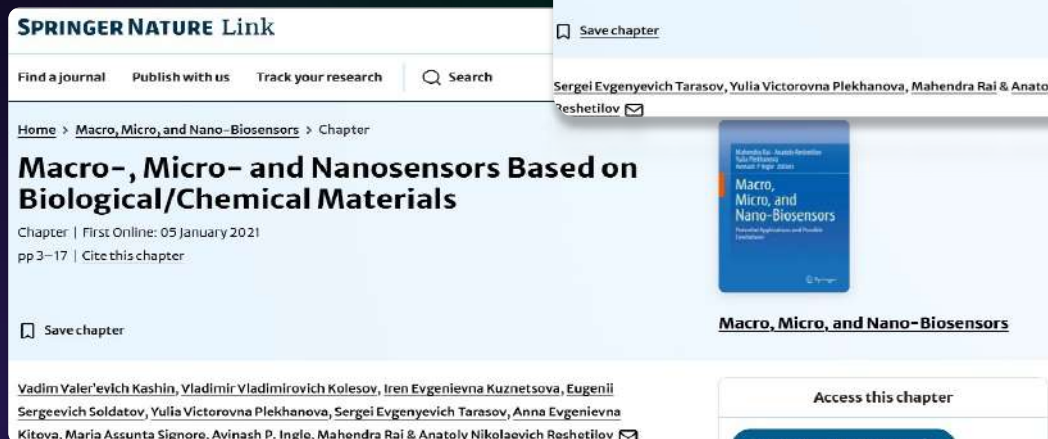 SPRINGER NATURE Link
Find a journal Publish with us Track your research Search
Home > Macro, Micro, and Nano-Biosensors > Chapter
Macro-, Micro- and Nanosensors Based on
Biological/Chemical Materials
Chapter | First Online: 05 January 2021
pp 3–17 | Cite this chapter
Save chapter
Vadim Valer'evich Kashin, Vladimir Vladimirovich Kolesov, Iren Evgenievna Kuznetsova, Eugenii
Sergeevich Soldatov, Yulia Victorovna Plekhanova, Sergei Evgenyevich Tarasov, Anna Evgenievna
Kitova, Maria Assunta Signore, Avinash P. Ingle, Mahendra Rai & Anatoly Nikolaevich Reshetilov
Save chapter
Sergei Evgenyevich Tarasov, Yulia Victorovna Plekhanova, Mahendra Rai & Anato
Reshetilov
Macro,
Micro, and
Nano-Biosensors
Springer
Macro, Micro, and Nano-Biosensors
Access this chapter